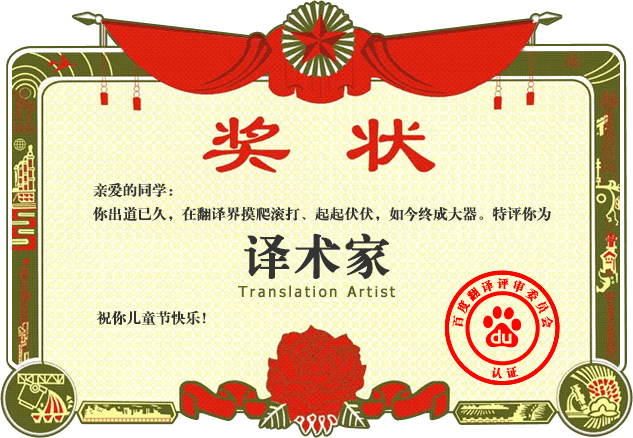 奖 状
亲爱的同学：
你出道已久，在翻译界摸爬滚打、起起伏伏，如今终成大器。特评你为
译术家
Translation Artist
祝你儿童节快乐！
百度翻译评审委员会
du
认证